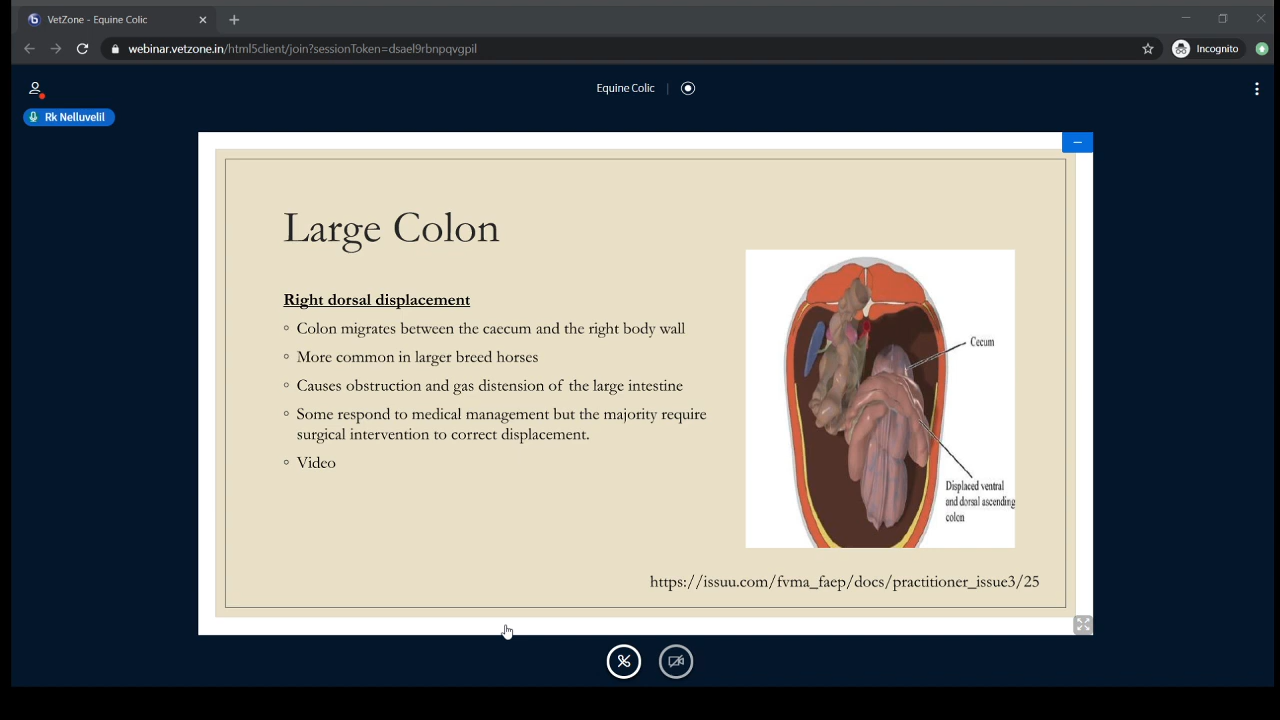 VetZone - Equine Colic
webinar.vetzone.in/html5client/join?sessionToken=dsael9rbnpqvgpil
Incognito
Equine Colic
Rk Nelluvelil
Large Colon
Right dorsal displacement
◦ Colon migrates between the caecum and the right body wall
◦ More common in larger breed horses
◦ Causes obstruction and gas distension of the large intestine
◦ Some respond to medical management but the majority require
surgical intervention to correct displacement.
◦ Video
Cecum
Displaced ventral
and dorsal ascending
colon
https://issuu.com/fvma_faep/docs/practitioner_issue3/25